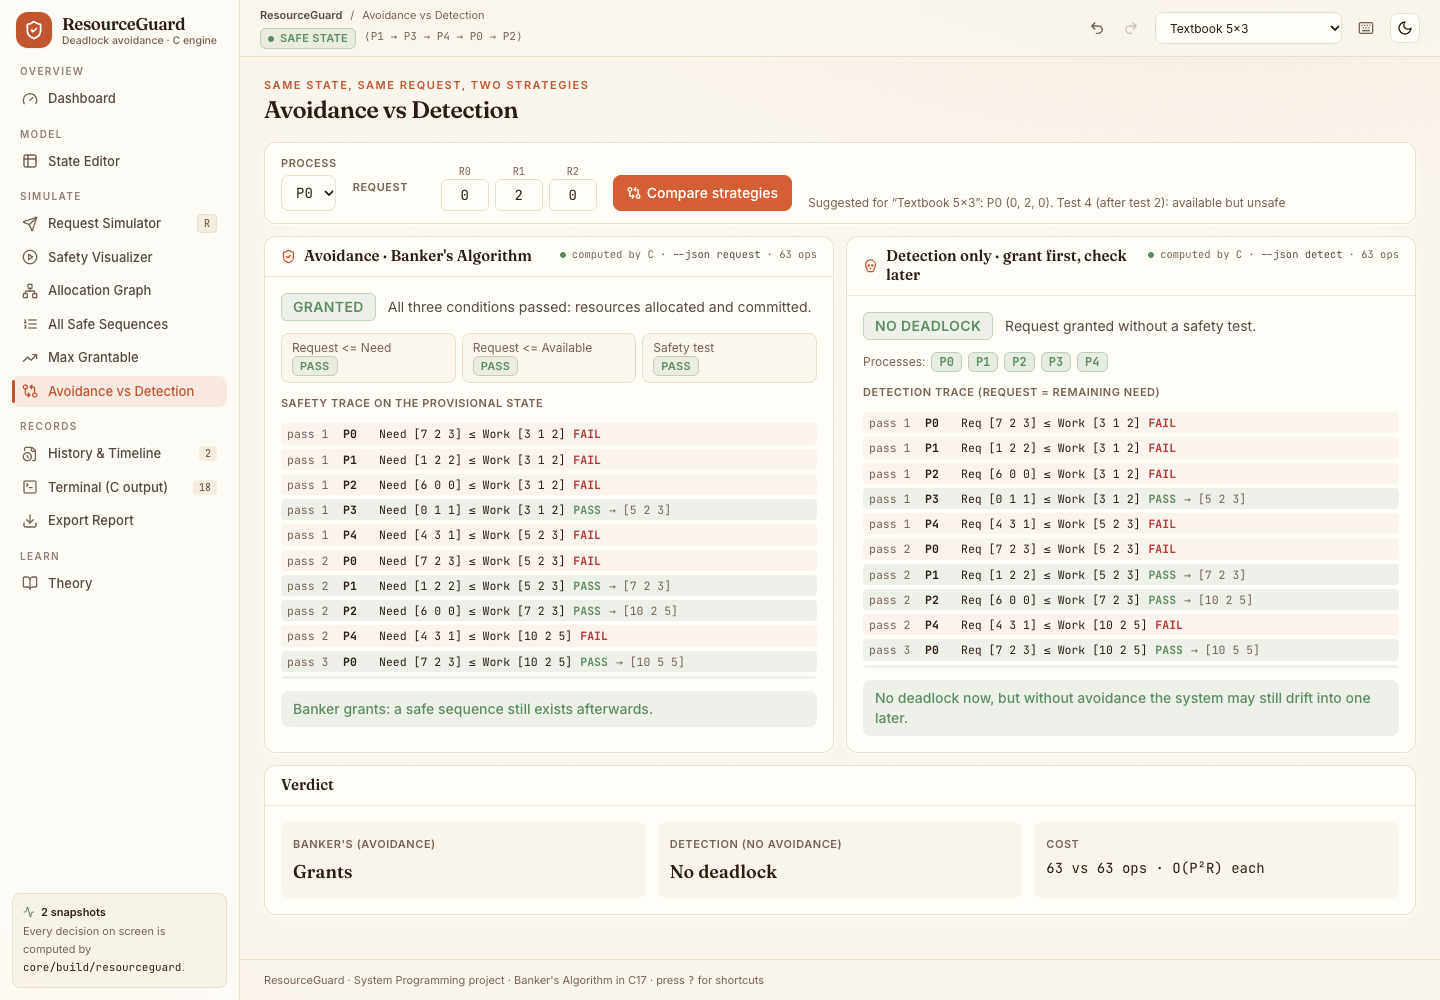 ResourceGuard
Deadlock avoidance · C engine
OVERVIEW
Dashboard
MODEL
State Editor
SIMULATE
Request Simulator R
Safety Visualizer
Allocation Graph
All Safe Sequences
Max Grantable
Avoidance vs Detection
RECORDS
History & Timeline 2
Terminal (C output) 18
Export Report
LEARN
Theory
2 snapshots
Every decision on screen is
computed by
core/build/resourceguard.
ResourceGuard / Avoidance vs Detection
SAFE STATE ⟨P1 → P3 → P4 → P0 → P2⟩
Textbook 5×3
SAME STATE, SAME REQUEST, TWO STRATEGIES
Avoidance vs Detection
PROCESS
P0
REQUEST
R0 R1 R2
0 2 0
Compare strategies
Suggested for “Textbook 5×3”: P0 (0, 2, 0). Test 4 (after test 2): available but unsafe
Avoidance · Banker's Algorithm
computed by C · --json request · 63 ops
GRANTED All three conditions passed: resources allocated and committed.
Request <= Need
PASS
Request <= Available
PASS
Safety test
PASS
SAFETY TRACE ON THE PROVISIONAL STATE
pass 1 P0 Need [7 2 3] ≤ Work [3 1 2] FAIL
pass 1 P1 Need [1 2 2] ≤ Work [3 1 2] FAIL
pass 1 P2 Need [6 0 0] ≤ Work [3 1 2] FAIL
pass 1 P3 Need [0 1 1] ≤ Work [3 1 2] PASS → [5 2 3]
pass 1 P4 Need [4 3 1] ≤ Work [5 2 3] FAIL
pass 2 P0 Need [7 2 3] ≤ Work [5 2 3] FAIL
pass 2 P1 Need [1 2 2] ≤ Work [5 2 3] PASS → [7 2 3]
pass 2 P2 Need [6 0 0] ≤ Work [7 2 3] PASS → [10 2 5]
pass 2 P4 Need [4 3 1] ≤ Work [10 2 5] FAIL
pass 3 P0 Need [7 2 3] ≤ Work [10 2 5] PASS → [10 5 5]
Banker grants: a safe sequence still exists afterwards.
Detection only · grant first, check
later
computed by C · --json detect · 63 ops
NO DEADLOCK Request granted without a safety test.
Processes: P0 P1 P2 P3 P4
DETECTION TRACE (REQUEST = REMAINING NEED)
pass 1 P0 Req [7 2 3] ≤ Work [3 1 2] FAIL
pass 1 P1 Req [1 2 2] ≤ Work [3 1 2] FAIL
pass 1 P2 Req [6 0 0] ≤ Work [3 1 2] FAIL
pass 1 P3 Req [0 1 1] ≤ Work [3 1 2] PASS → [5 2 3]
pass 1 P4 Req [4 3 1] ≤ Work [5 2 3] FAIL
pass 2 P0 Req [7 2 3] ≤ Work [5 2 3] FAIL
pass 2 P1 Req [1 2 2] ≤ Work [5 2 3] PASS → [7 2 3]
pass 2 P2 Req [6 0 0] ≤ Work [7 2 3] PASS → [10 2 5]
pass 2 P4 Req [4 3 1] ≤ Work [10 2 5] FAIL
pass 3 P0 Req [7 2 3] ≤ Work [10 2 5] PASS → [10 5 5]
No deadlock now, but without avoidance the system may still drift into one
later.
Verdict
BANKER'S (AVOIDANCE)
Grants
DETECTION (NO AVOIDANCE)
No deadlock
COST
63 vs 63 ops · O(P²R) each
ResourceGuard · System Programming project · Banker's Algorithm in C17 · press ? for shortcuts